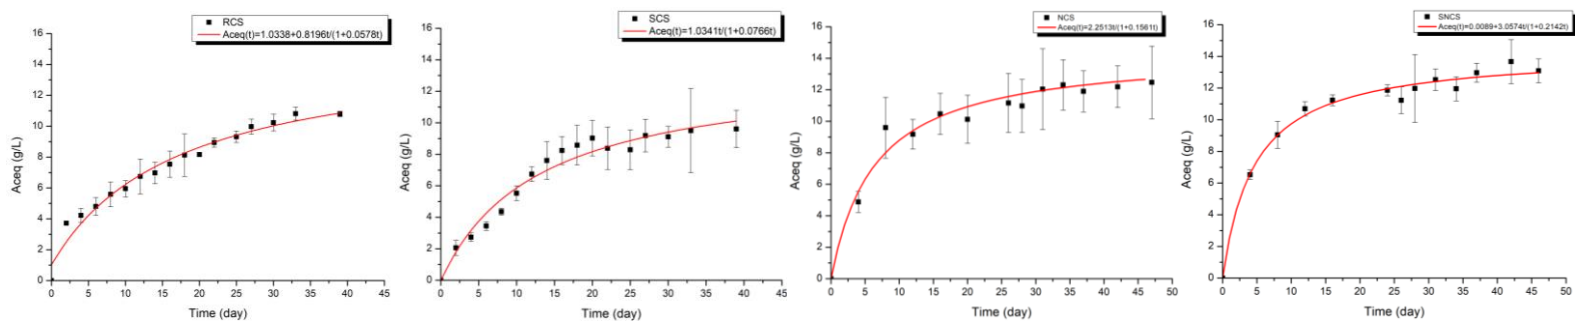 RCS
Aceq(t)=1.0338+0.8196t/(1+0.0578t)
16
14
12
10
8
6
4
2
0
Aceq (g/L)
0 5 10 15 20 25 30 35 40 45
Time (day)
SCS
Aceq(t)=1.0341t/(1+0.0766t)
16
14
12
10
8
6
4
2
0
Aceq (g/L)
0 5 10 15 20 25 30 35 40 45
Time (day)
NCS
Aceq(t)=2.2513t/(1+0.1561t)
16
14
12
10
8
6
4
2
0
Aceq (g/L)
0 5 10 15 20 25 30 35 40 45 50
Time (day)
SNCS
Aceq(t)=0.0089+3.0574t/(1+0.2142t)
16
14
12
10
8
6
4
2
0
Aceq (g/L)
0 5 10 15 20 25 30 35 40 45 50
Time (day)